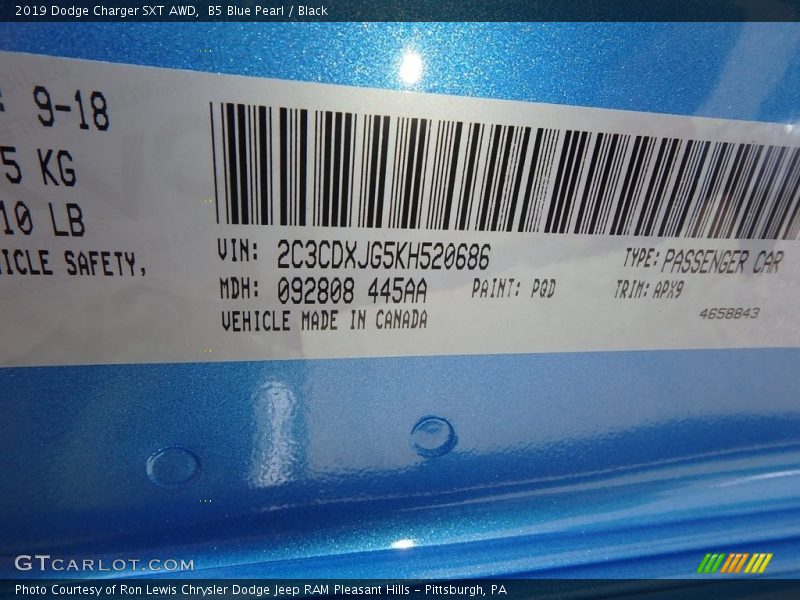 2019 Dodge Charger SXT AWD, B5 Blue Pearl / Black
: 9-18
5 KG
10 LB
ICLE SAFETY,
VIN: 2C3CDXJG5KH520686 TYPE: PASSENGER CAR
MDH: 092808 445AA PAINT: PQD TRIM: APX9
VEHICLE MADE IN CANADA 4658843
GTCARLOT.COM
Photo Courtesy of Ron Lewis Chrysler Dodge Jeep RAM Pleasant Hills - Pittsburgh, PA